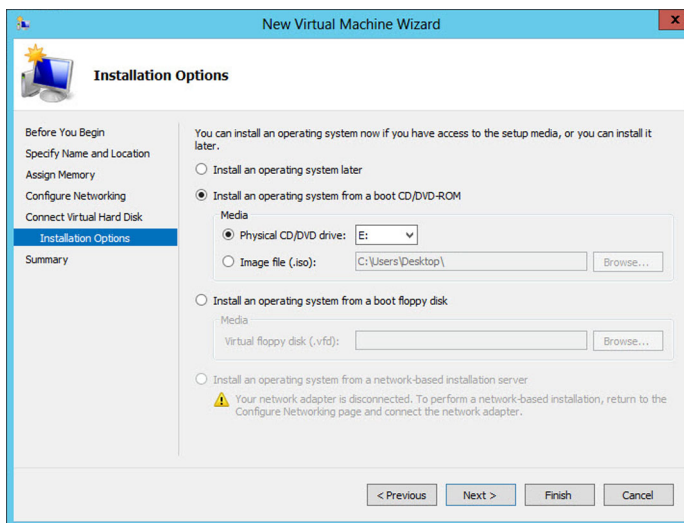 New Virtual Machine Wizard
x
Installation Options
Before You Begin
Specify Name and Location
Assign Memory
Configure Networking
Connect Virtual Hard Disk
Installation Options
Summary
You can install an operating system now if you have access to the setup media, or you can install it
later.
Install an operating system later
Install an operating system from a boot CD/DVD-ROM
Media
Physical CD/DVD drive: E:
Image file (.iso): C:\Users\Desktop\ Browse...
Install an operating system from a boot floppy disk
Media
Virtual floppy disk (.vfd): Browse...
Install an operating system from a network-based installation server
Your network adapter is disconnected. To perform a network-based installation, return to the
Configure Networking page and connect the network adapter.
< Previous Next > Finish Cancel